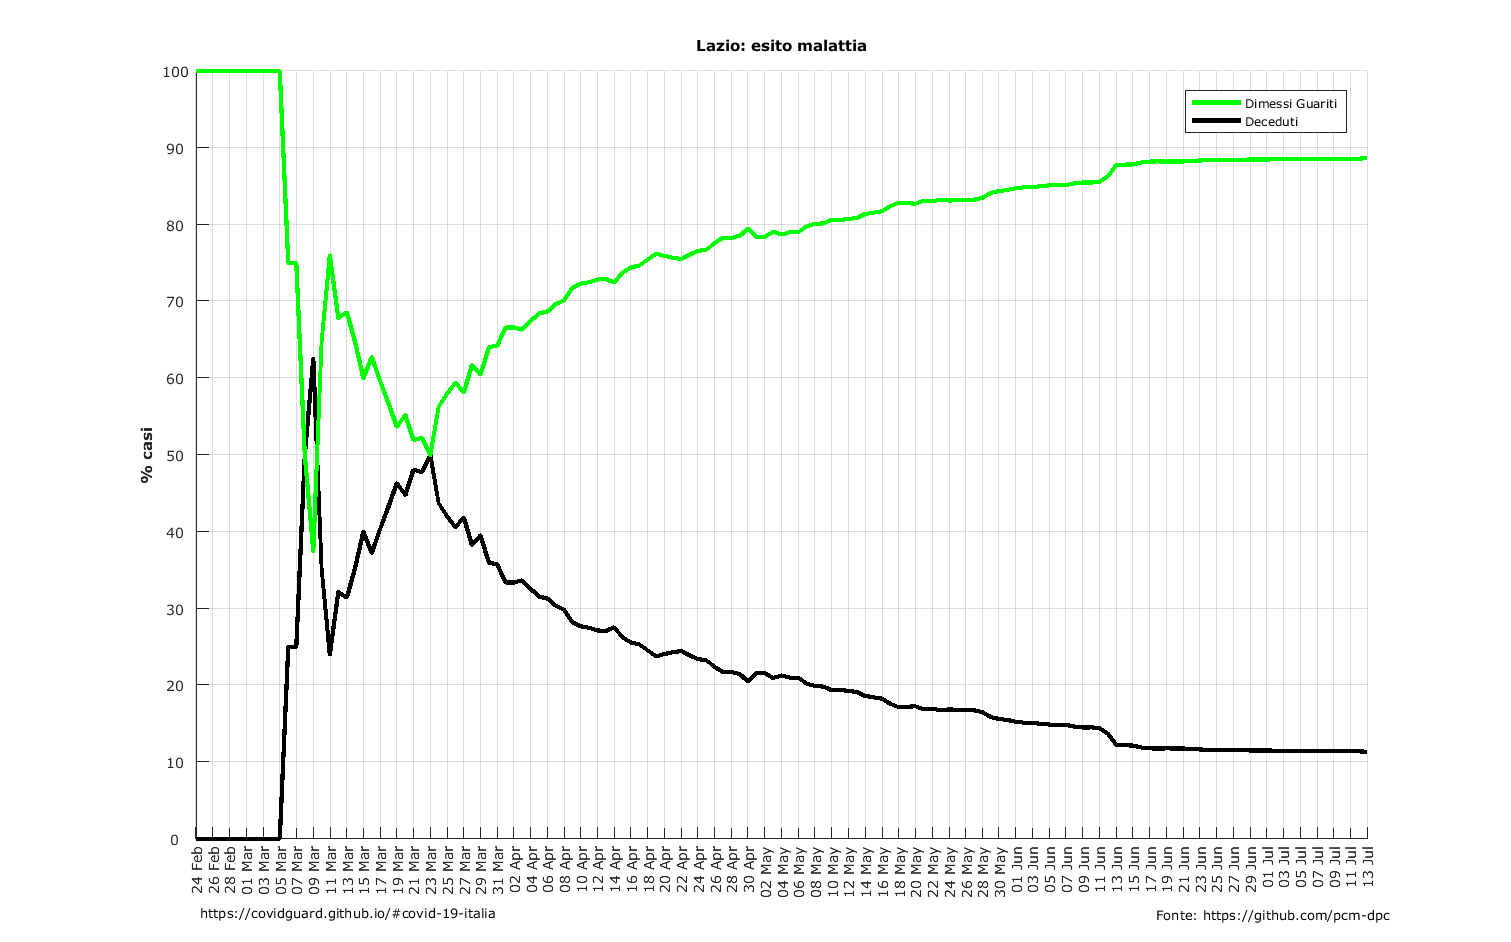 Lazio: esito malattia
100
90
80
70
60
50
40
30
20
10
0
% casi
Dimessi Guariti
Deceduti
24 Feb
26 Feb
28 Feb
01 Mar
03 Mar
05 Mar
07 Mar
09 Mar
11 Mar
13 Mar
15 Mar
17 Mar
19 Mar
21 Mar
23 Mar
25 Mar
27 Mar
29 Mar
31 Mar
02 Apr
04 Apr
06 Apr
08 Apr
10 Apr
12 Apr
14 Apr
16 Apr
18 Apr
20 Apr
22 Apr
24 Apr
26 Apr
28 Apr
30 Apr
02 May
04 May
06 May
08 May
10 May
12 May
14 May
16 May
18 May
20 May
22 May
24 May
26 May
28 May
30 May
01 Jun
03 Jun
05 Jun
07 Jun
09 Jun
11 Jun
13 Jun
15 Jun
17 Jun
19 Jun
21 Jun
23 Jun
25 Jun
27 Jun
29 Jun
01 Jul
03 Jul
05 Jul
07 Jul
09 Jul
11 Jul
13 Jul
https://covidguard.github.io/#covid-19-italia
Fonte: https://github.com/pcm-dpc